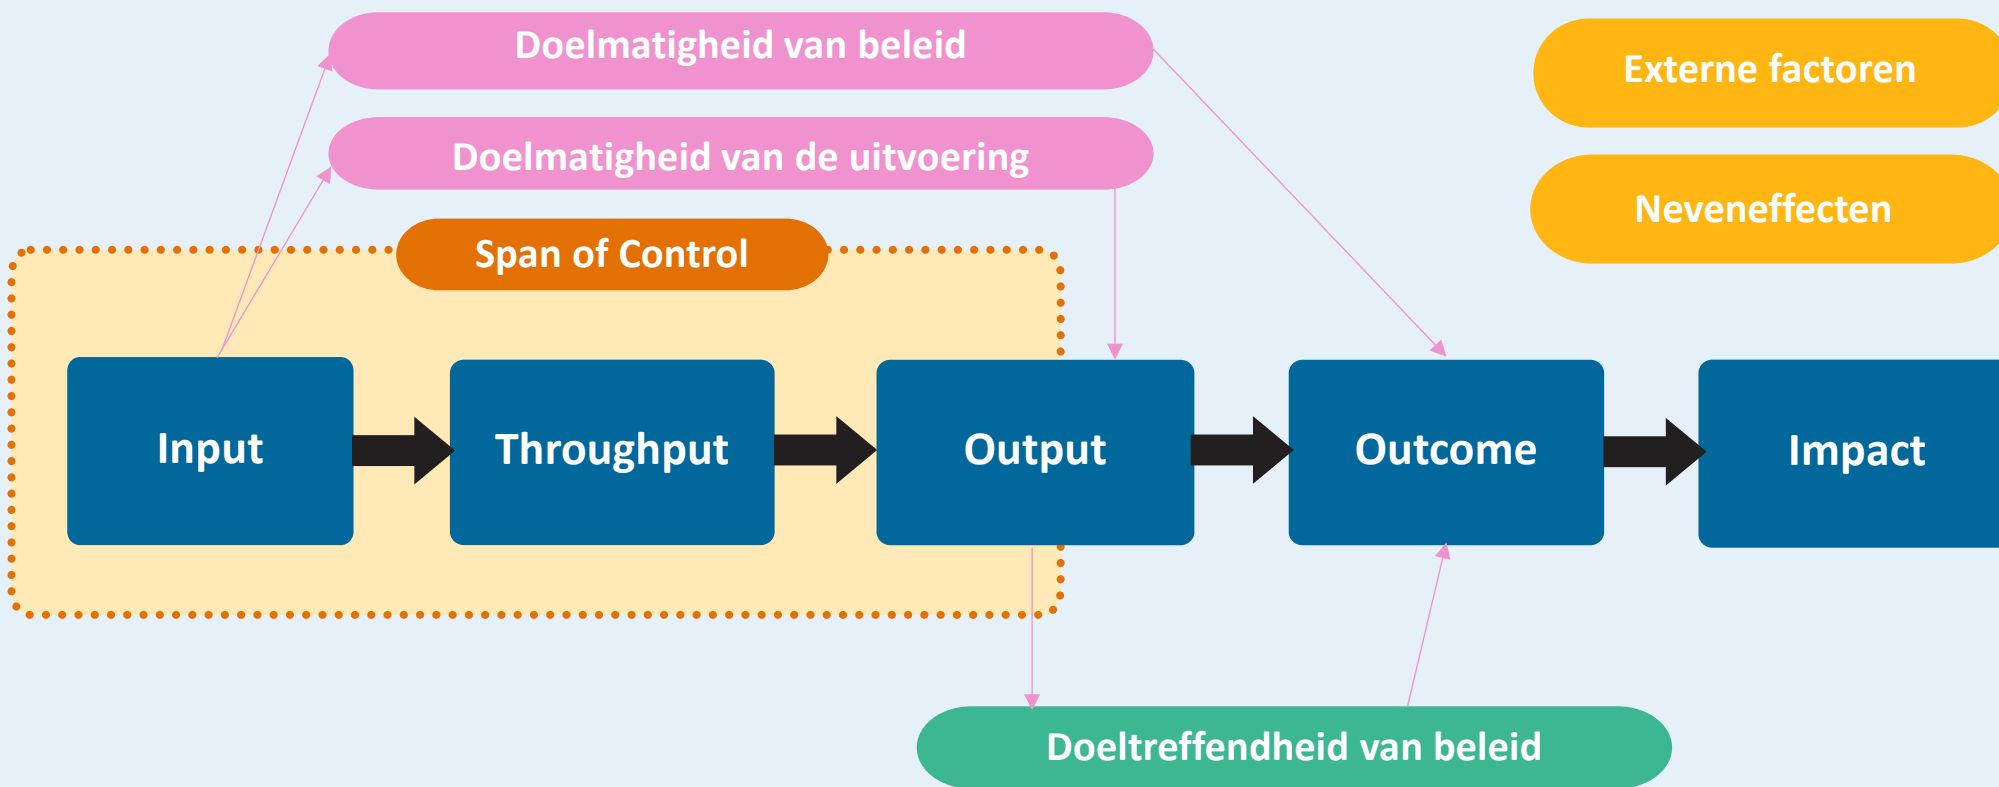 Doelmatigheid van beleid
Externe factoren
Doelmatigheid van de uitvoering
Neveneffecten
Span of Control
Input
Throughput
Output
Outcome
Impact
Doeltreffendheid van beleid